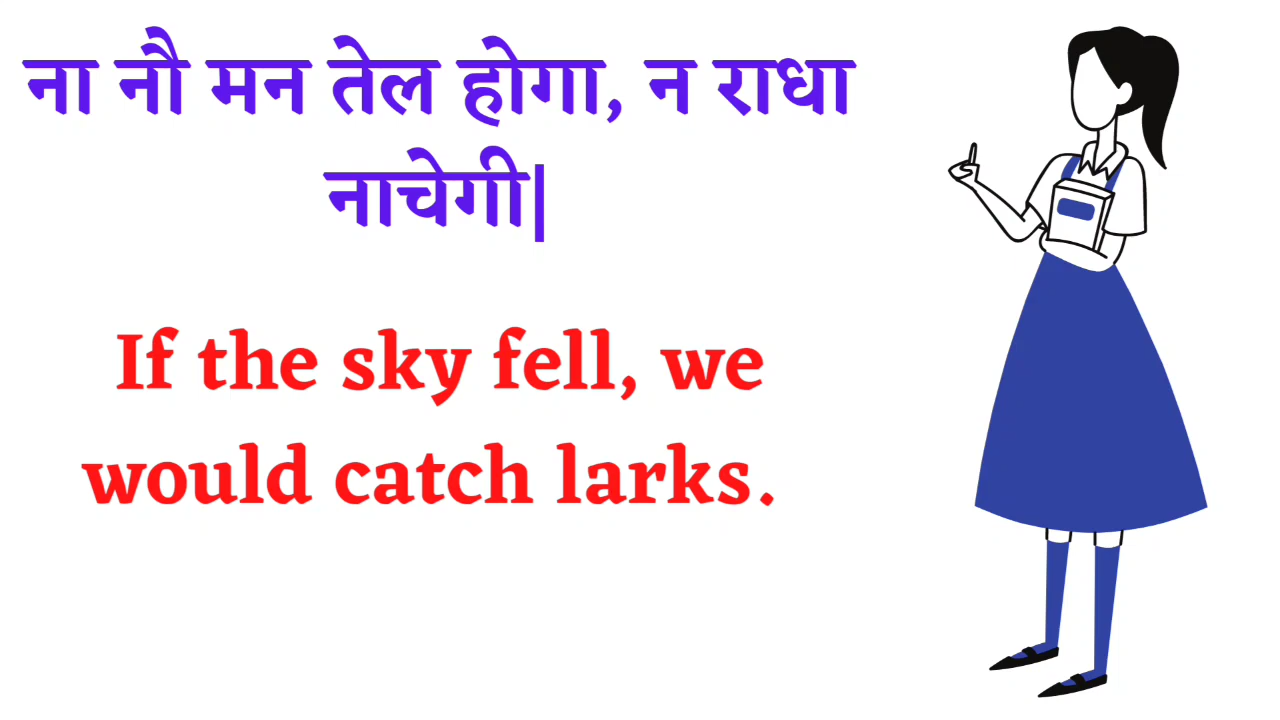 ना नौ मन तेल होगा, न राधा
नाचेगी|
If the sky fell, we
would catch larks.